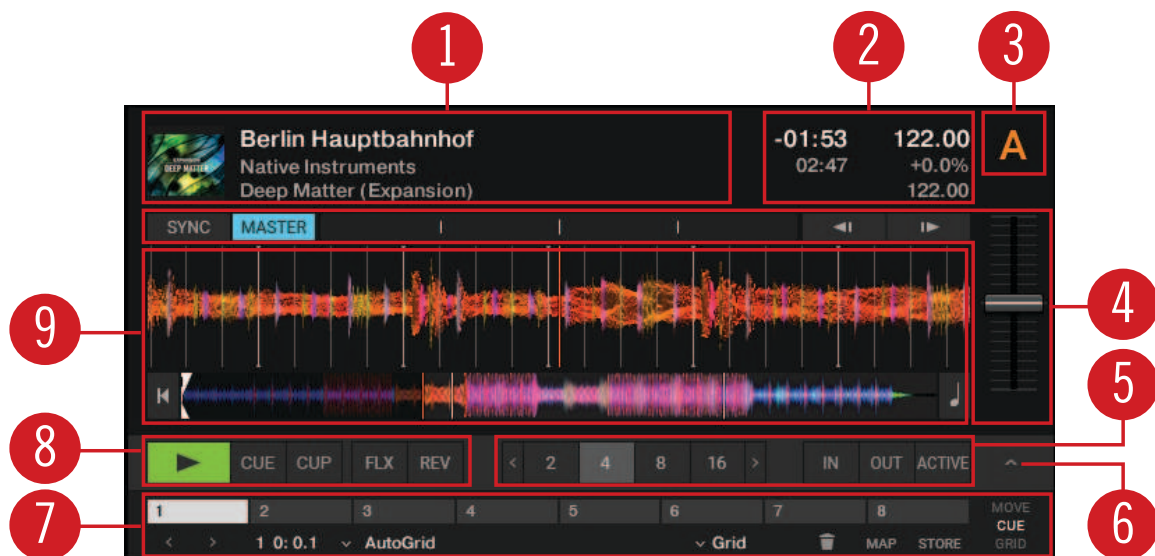 1
2
3
EXPANSION
DEEP MATTER
Berlin Hauptbahnhof
Native Instruments
Deep Matter (Expansion)
-01:53 122.00
02:47 +0.0%
122.00
A
SYNC MASTER
9
4
5
8
CUE CUP FLX REV
< 2 4 8 16 >
IN OUT ACTIVE
7
1 2 3 4 5 6 7 8
< > 1 0: 0.1 AutoGrid Grid MAP STORE
MOVE
CUE
GRID
6